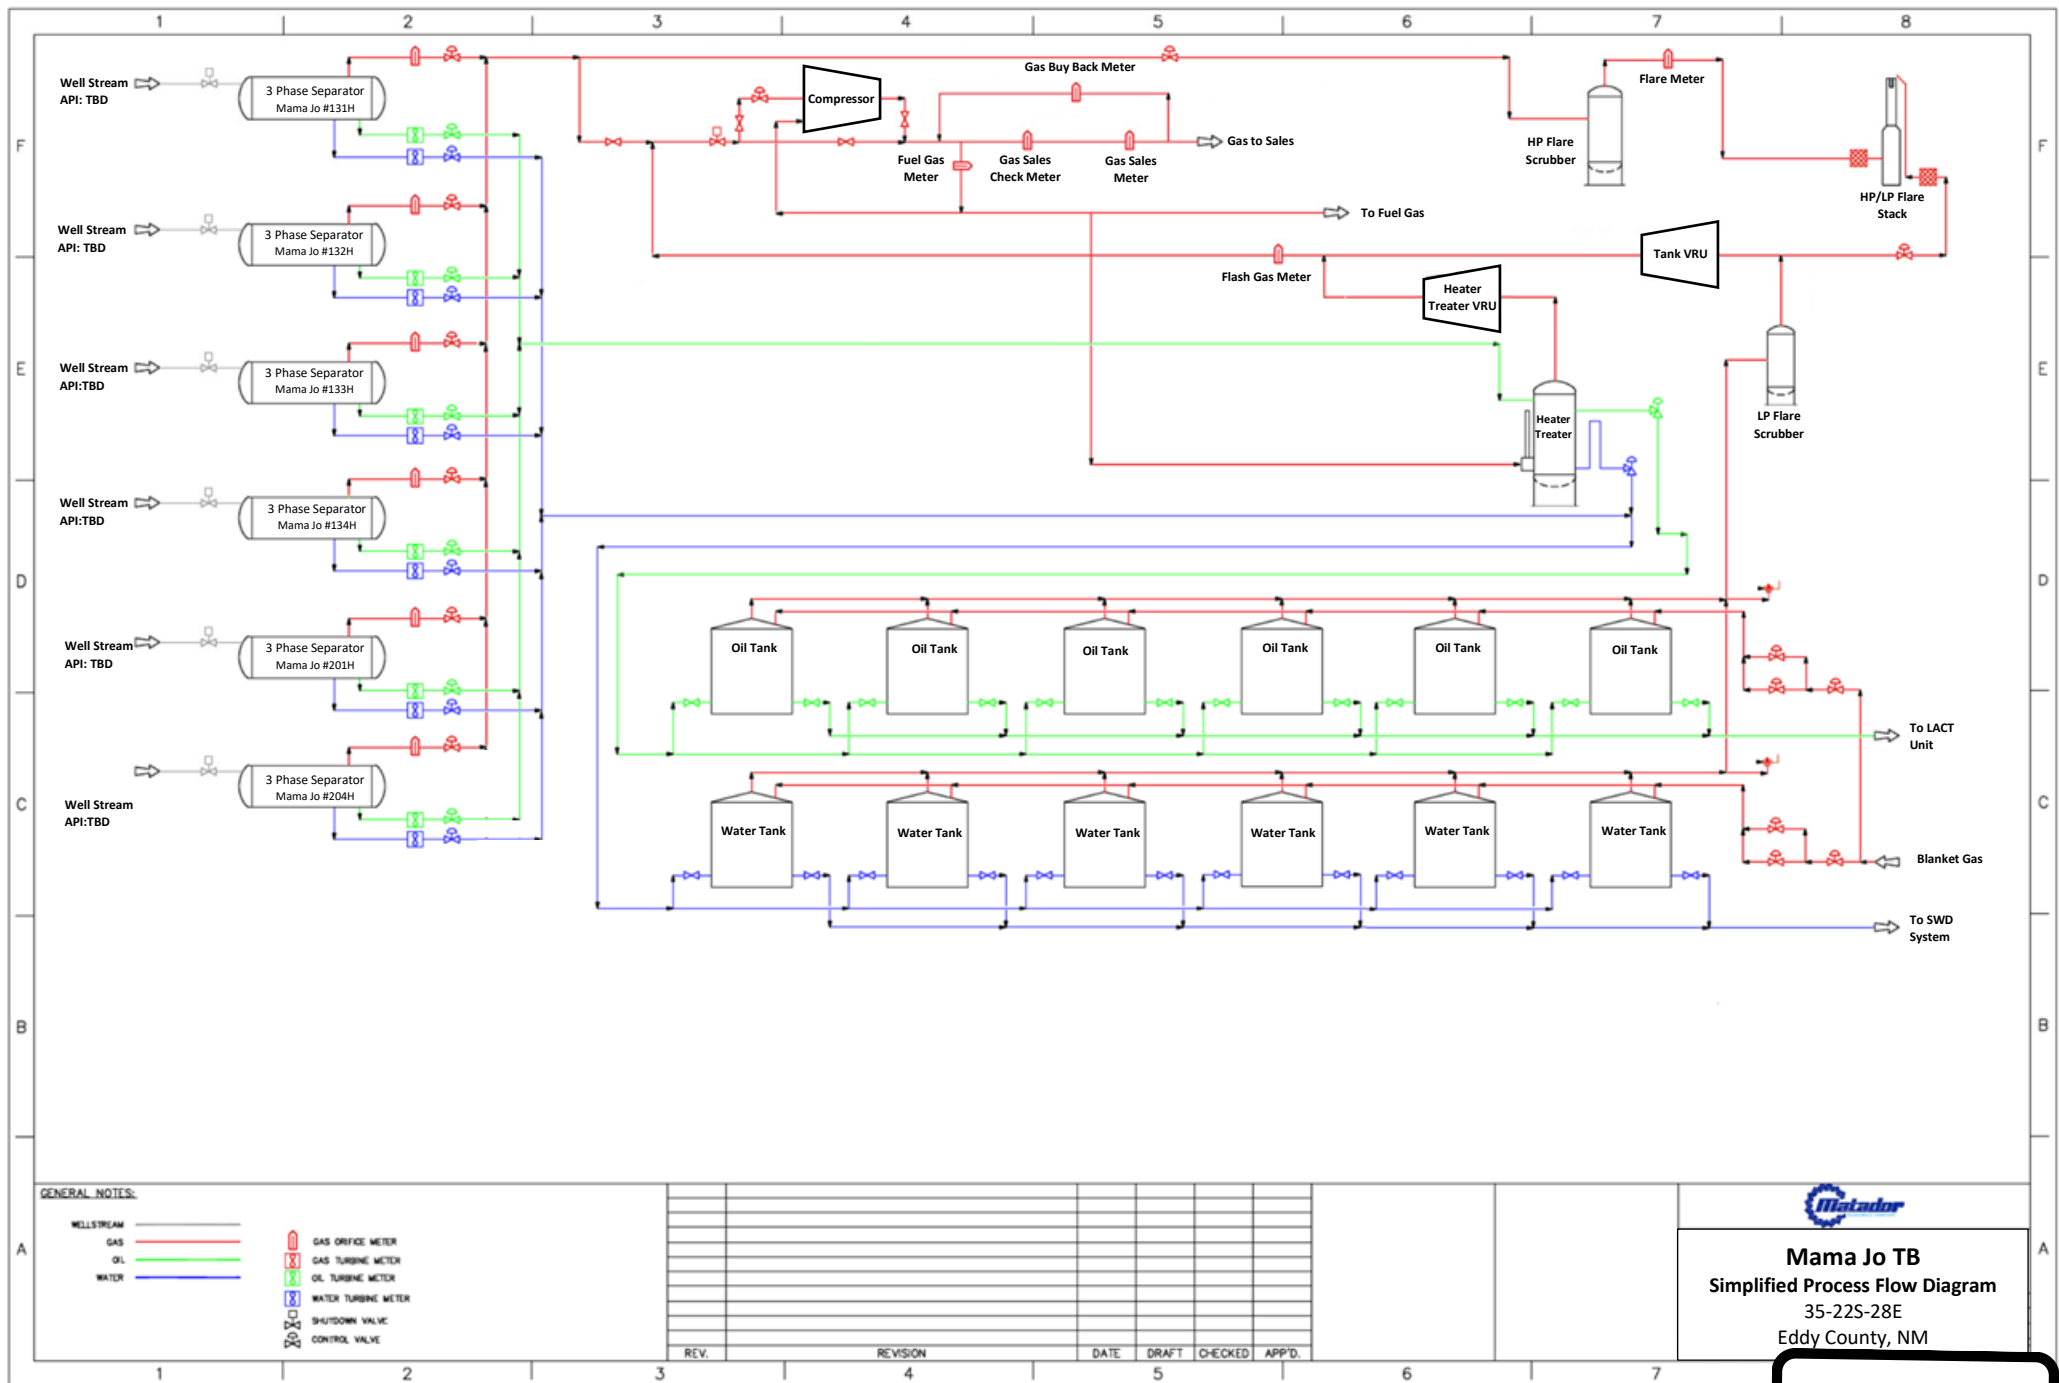 1 2 3 4 5 6 7 8
F
E
D
C
B
A
F
E
D
C
B
A
Well Stream
API: TBD
3 Phase Separator
Mama Jo #131H
Well Stream
API: TBD
3 Phase Separator
Mama Jo #132H
Well Stream
API:TBD
3 Phase Separator
Mama Jo #133H
Well Stream
API:TBD
3 Phase Separator
Mama Jo #134H
Well Stream
API: TBD
3 Phase Separator
Mama Jo #201H
Well Stream
API:TBD
3 Phase Separator
Mama Jo #204H
Compressor
Gas Buy Back Meter
Fuel Gas
Meter
Gas Sales
Check Meter
Gas Sales
Meter
Gas to Sales
To Fuel Gas
HP Flare
Scrubber
Flare Meter
HP/LP Flare
Stack
Flash Gas Meter
Tank VRU
Heater
Treater VRU
Heater
Treater
LP Flare
Scrubber
Oil Tank
Oil Tank
Oil Tank
Oil Tank
Oil Tank
Oil Tank
To LACT
Unit
Water Tank
Water Tank
Water Tank
Water Tank
Water Tank
Water Tank
Blanket Gas
To SWD
System
GENERAL NOTES:
WELLSTREAM
GAS
OIL
WATER
GAS ORIFICE METER
GAS TURBINE METER
OIL TURBINE METER
WATER TURBINE METER
SHUTDOWN VALVE
CONTROL VALVE
REV. REVISION DATE DRAFT CHECKED APP'D.
Matador
Mama Jo TB
Simplified Process Flow Diagram
35-22S-28E
Eddy County, NM
1 2 3 4 5 6 7